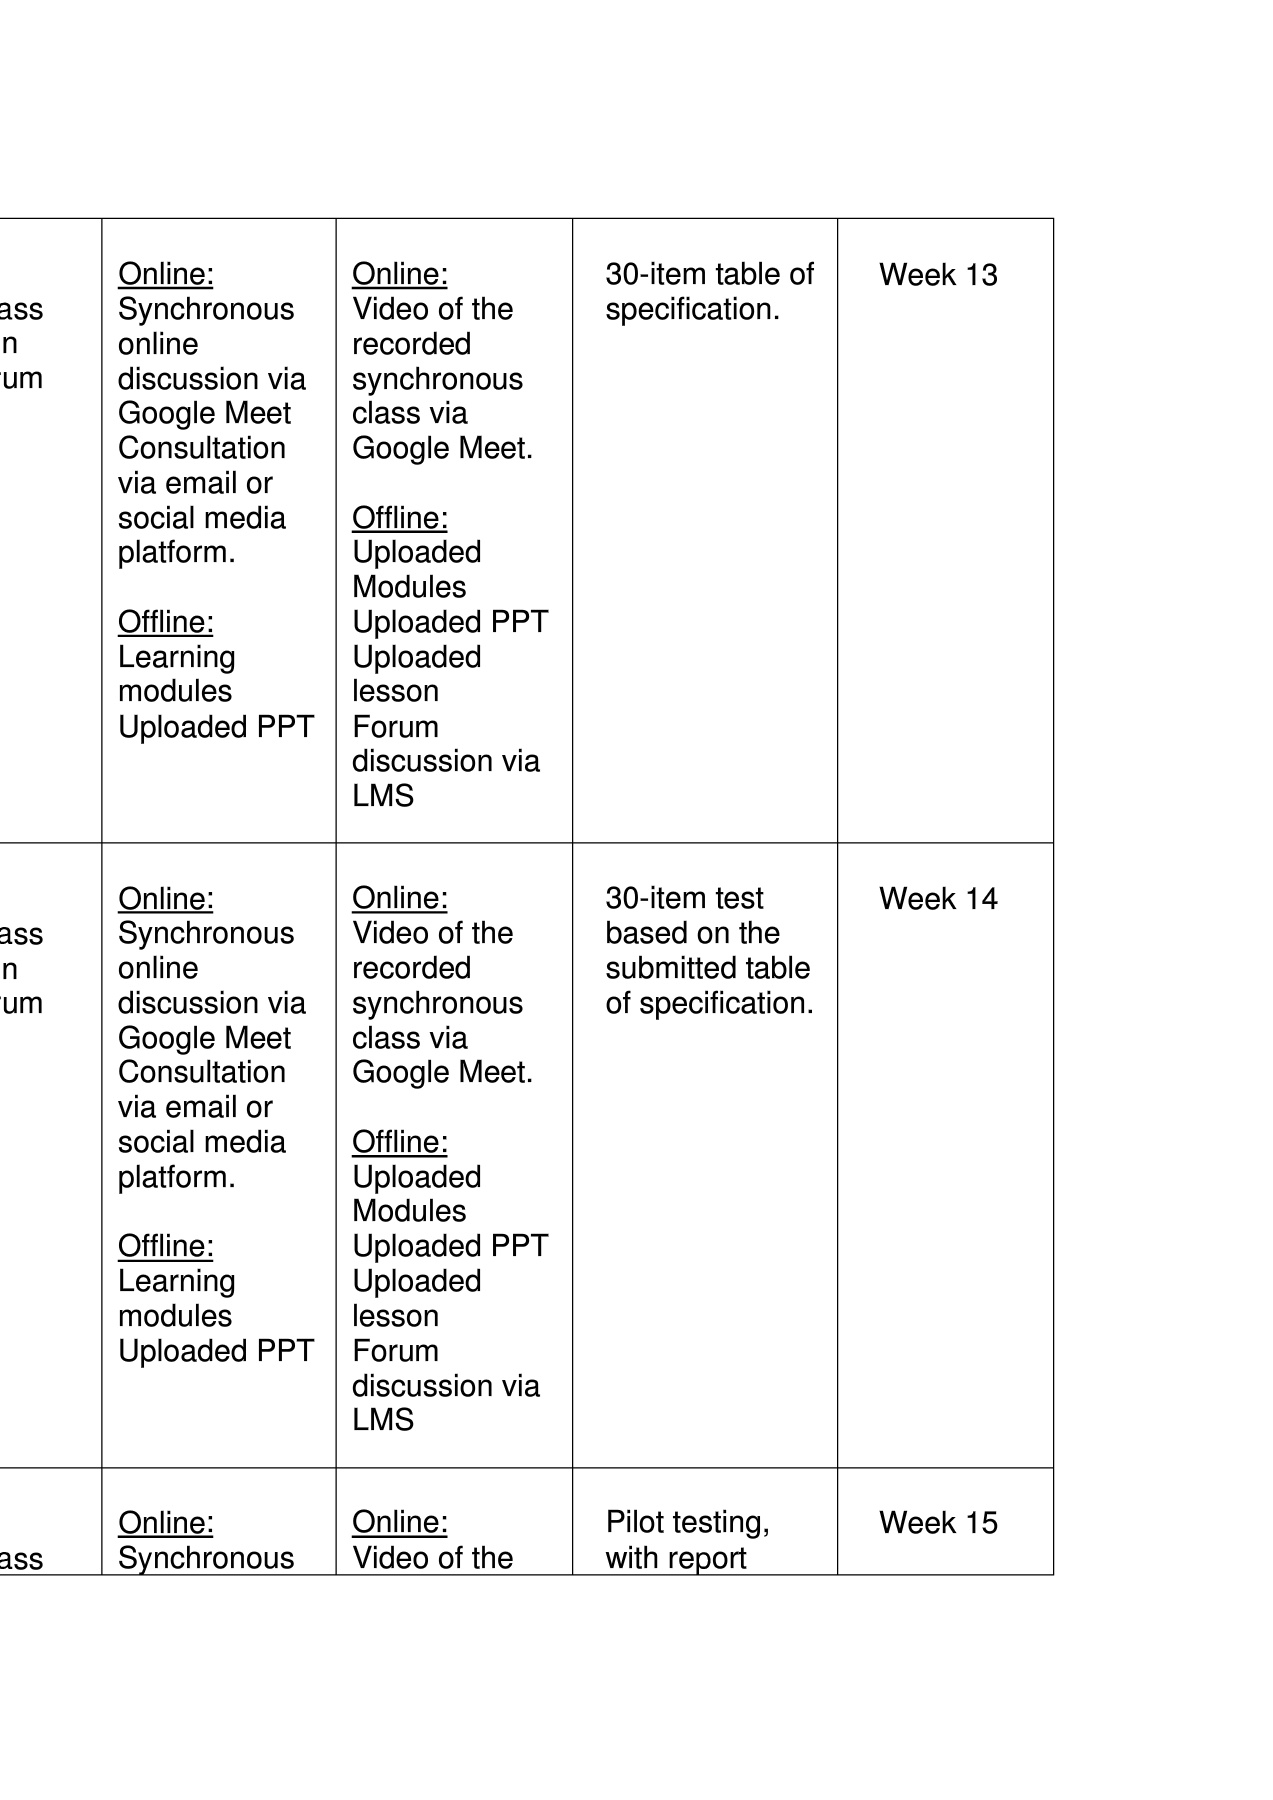 Online:
Synchronous
online
discussion via
Google Meet
Consultation
via email or
social media
platform.
Offline:
Learning
modules
Uploaded PPT
Online:
Video of the
recorded
synchronous
class via
Google Meet.
Offline:
Uploaded
Modules
Uploaded PPT
Uploaded
lesson
Forum
discussion via
LMS
30-item table of
specification.
Week 13
Online:
Synchronous
online
discussion via
Google Meet
Consultation
via email or
social media
platform.
Offline:
Learning
modules
Uploaded PPT
Online:
Video of the
recorded
synchronous
class via
Google Meet.
Offline:
Uploaded
Modules
Uploaded PPT
Uploaded
lesson
Forum
discussion via
LMS
30-item test
based on the
submitted table
of specification.
Week 14
Online:
Synchronous
Online:
Video of the
Pilot testing,
with report
Week 15